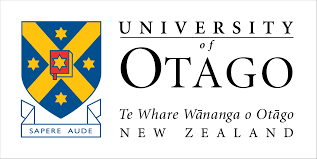 UNIVERSITY
of
OTAGO
Te Whare Wānanga o Otāgo
NEW ZEALAND
SAPERE AUDE